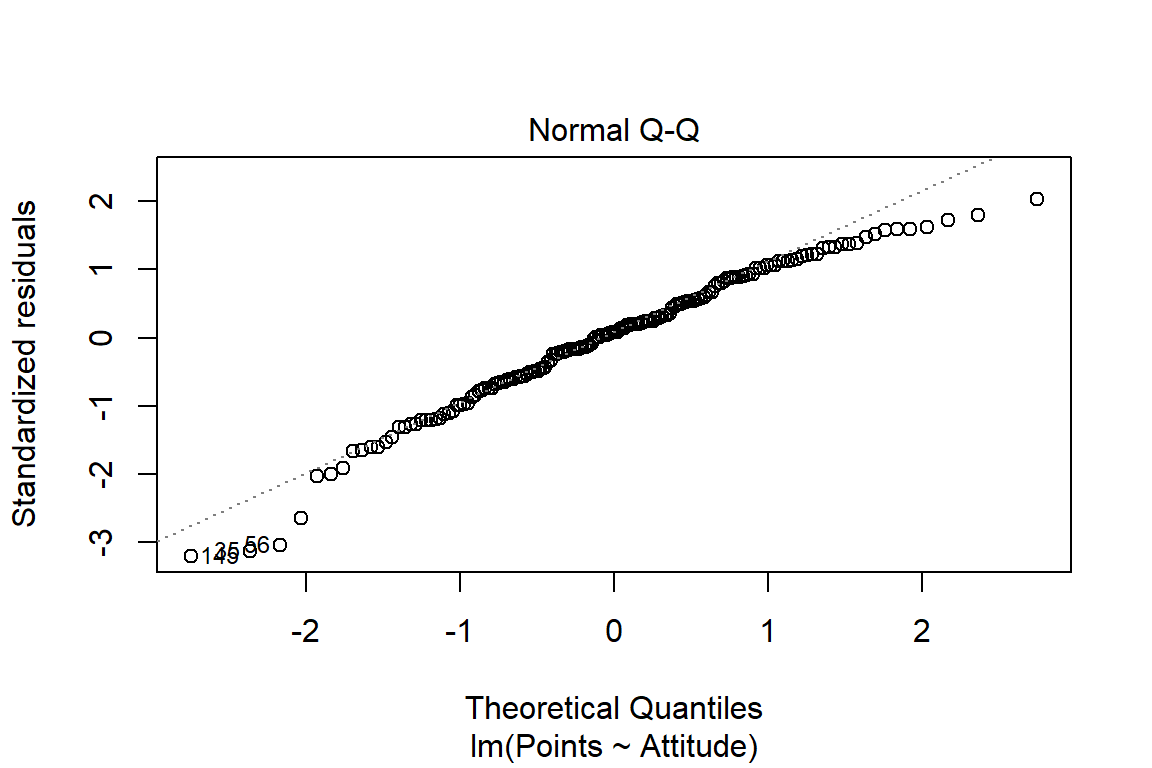 Normal Q-Q
Standardized residuals
2
1
0
-1
-2
-3
56
35
145
-2 -1 0 1 2
Theoretical Quantiles
lm(Points ~ Attitude)